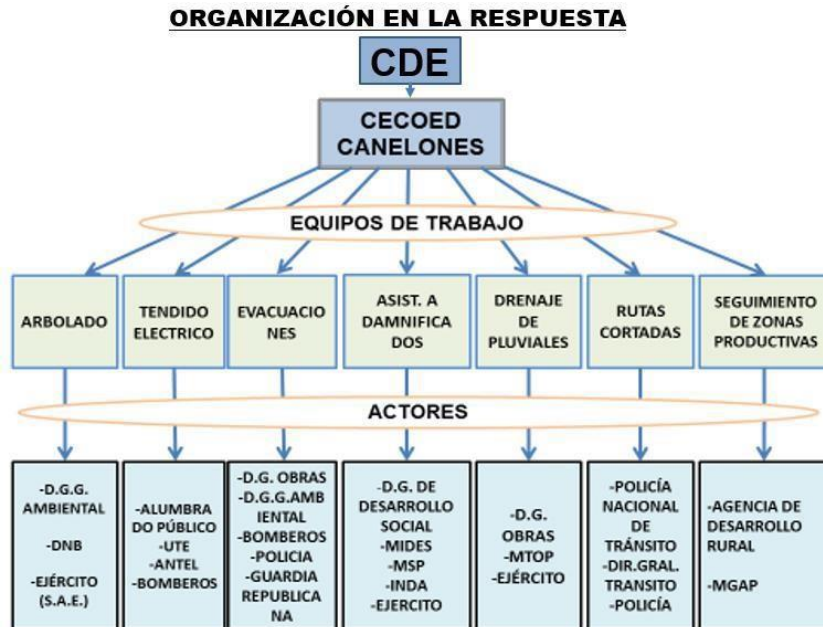 ORGANIZACIÓN EN LA RESPUESTA
CDE
CECOED
CANELONES
EQUIPOS DE TRABAJO
ARBOLADO
TENDIDO
ELECTRICO
EVACUACIO
NES
ASIST. A
DAMNIFICA
DOS
DRENAJE
DE
PLUVIALES
RUTAS
CORTADAS
SEGUIMIENTO
DE ZONAS
PRODUCTIVAS
ACTORES
-D.G.G.
AMBIENTAL
-DNB
-EJÉRCITO
(S.A.E.)
-ALUMBRA
DO PÚBLICO
-UTE
-ANTEL
-BOMBEROS
-D.G. OBRAS
-D.G.G.AMB
IENTAL
-BOMBEROS
-POLICIA
-GUARDIA
REPUBLICA
NA
-D.G. DE
DESARROLLO
SOCIAL
-MIDES
-MSP
-INDA
-EJERCITO
-D.G.
OBRAS
-MTOP
-EJÉRCITO
-POLICÍA
NACIONAL
DE
TRÁNSITO
-DIR.GRAL.
TRANSITO
-POLICÍA
-AGENCIA DE
DESARROLLO
RURAL
-MGAP